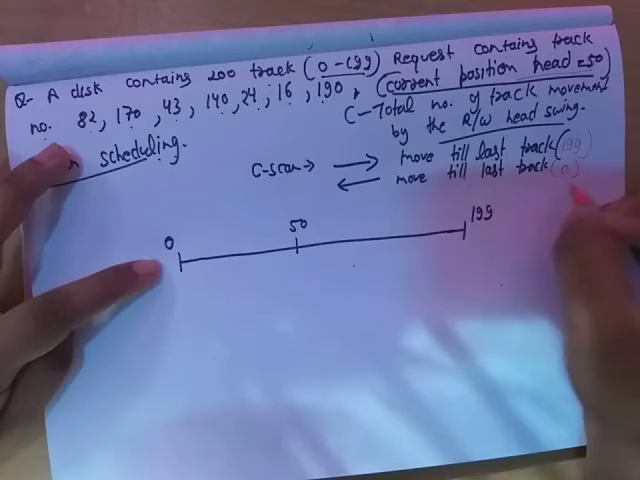 Q- A disk contains 200 track (0-199) Request contains track
no. 82, 170, 43, 140, 24, 16, 190, (current position head = 50)
C-Total no. of track movement
by the R/W head swing.
scheduling.
C-scan → → move till last track (199)
← move till last track (0)
0 50 199